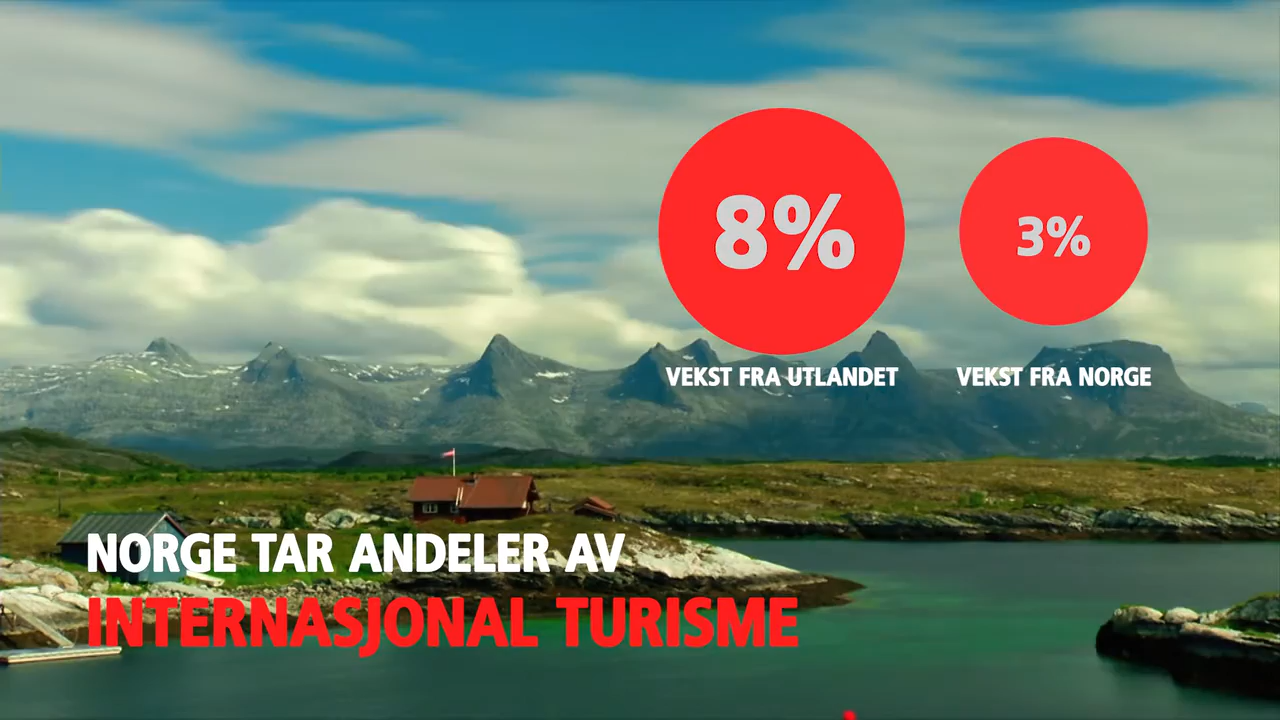 8%
3%
VEKST FRA UTLANDET
VEKST FRA NORGE
NORGE TAR ANDELER AV
INTERNASJONAL TURISME